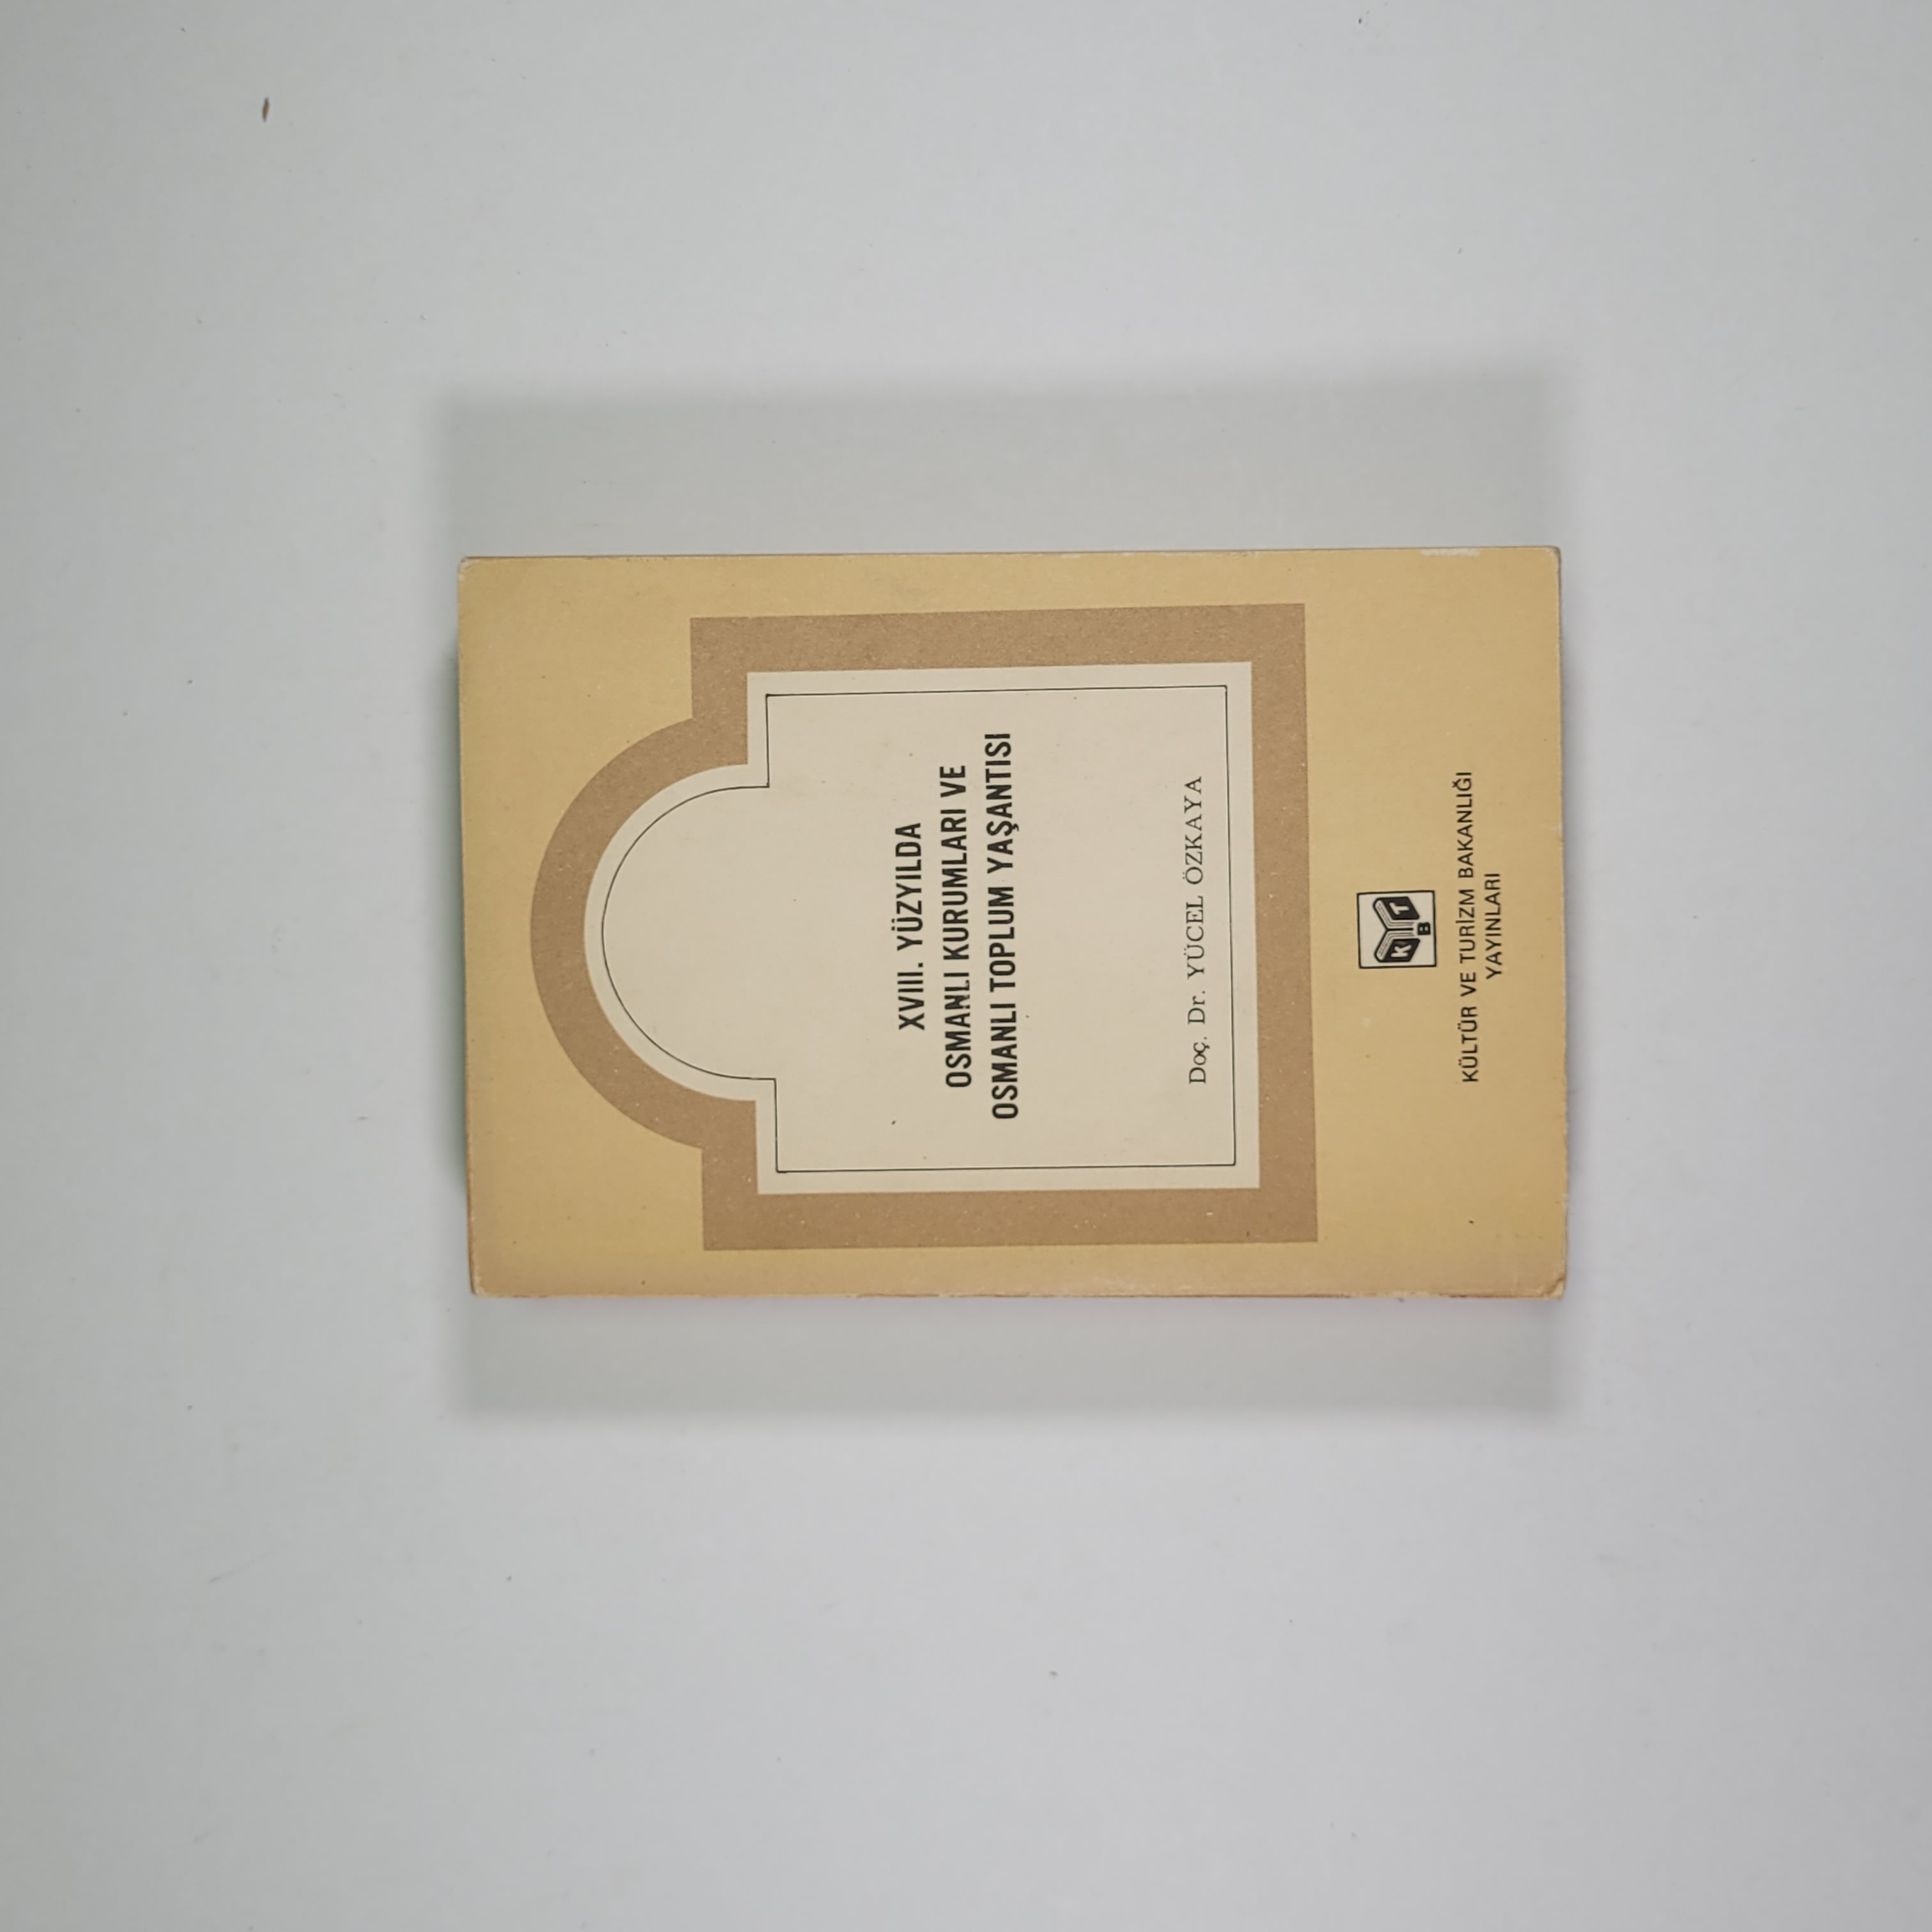 XVIII. YÜZYILDA
OSMANLI KURUMLARI VE
OSMANLI TOPLUM YAŞANTISI
Doç. Dr. YÜCEL ÖZKAYA
K B T
KÜLTÜR VE TURİZM BAKANLIĞI
YAYINLARI